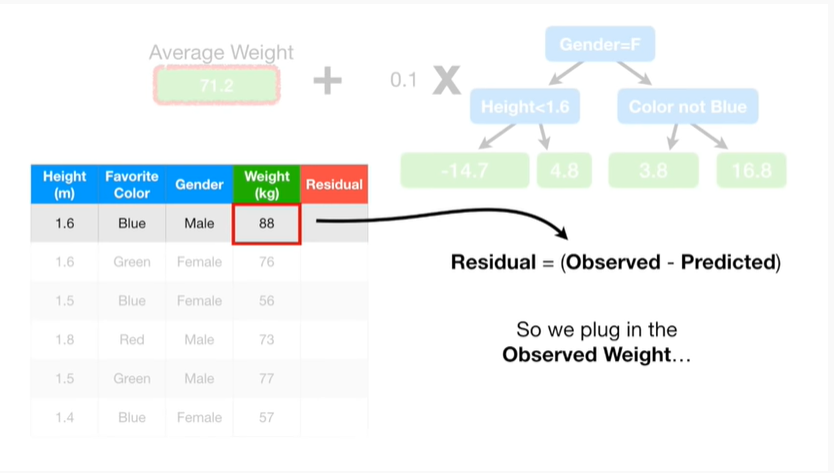 Average Weight
71.2
+
0.1 X
Gender=F
Height<1.6
Color not Blue
-14.7
4.8
3.8
16.8
Height (m) Favorite Color Gender Weight (kg) Residual
1.6 Blue Male 88
1.6 Green Female 76
1.5 Blue Female 56
1.8 Red Male 73
1.5 Green Male 77
1.4 Blue Female 57
Residual = (Observed - Predicted)
So we plug in the
Observed Weight…